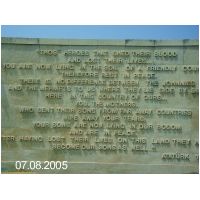 THOSE HEROES THAT SHED THEIR BLOOD
AND LOST THEIR LIVES...
YOU ARE NOW LYING IN THE SOIL OF A FRIENDLY COUNTRY
THEREFORE REST IN PEACE.
THERE IS NO DIFFERENCE BETWEEN THE JOHNNIES
AND THE MEHMETS TO US WHERE THEY LIE SIDE BY SIDE
HERE IN THIS COUNTRY OF OURS...
YOU, THE MOTHERS,
WHO SENT THEIR SONS FROM FAR AWAY COUNTRIES
WIPE AWAY YOUR TEARS;
YOUR SONS ARE NOW LYING IN OUR BOSOM
AND ARE IN PEACE.
AFTER HAVING LOST THEIR LIVES ON THIS LAND THEY HAVE
BECOME OUR SONS AS WELL.
ATATÜRK
07.08.2005